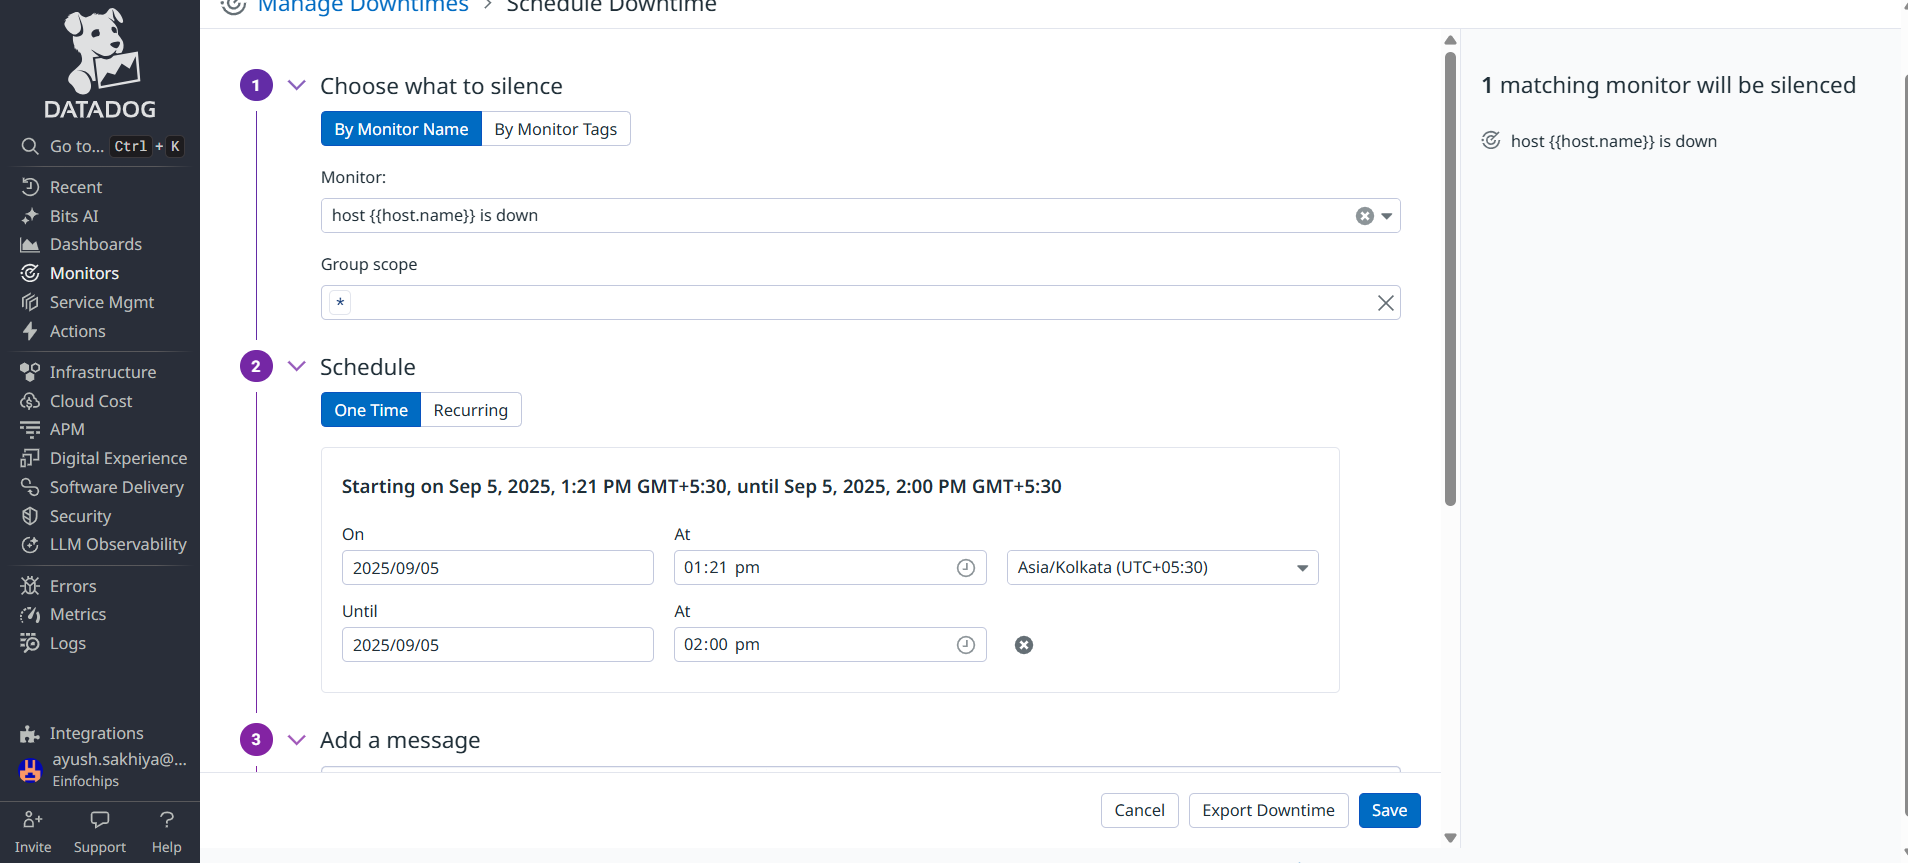 Manage Downtimes > Schedule Downtime
DATADOG
Go to... Ctrl + K
Recent
Bits AI
Dashboards
Monitors
Service Mgmt
Actions
Infrastructure
Cloud Cost
APM
Digital Experience
Software Delivery
Security
LLM Observability
Errors
Metrics
Logs
Integrations
ayush.sakhiya@...
Einfochips
Invite
Support
Help
1 Choose what to silence
By Monitor Name By Monitor Tags
Monitor:
host {{host.name}} is down
Group scope
*
2 Schedule
One Time Recurring
Starting on Sep 5, 2025, 1:21 PM GMT+5:30, until Sep 5, 2025, 2:00 PM GMT+5:30
On At
2025/09/05 01:21 pm Asia/Kolkata (UTC+05:30)
Until At
2025/09/05 02:00 pm
3 Add a message
Cancel Export Downtime Save
1 matching monitor will be silenced
host {{host.name}} is down